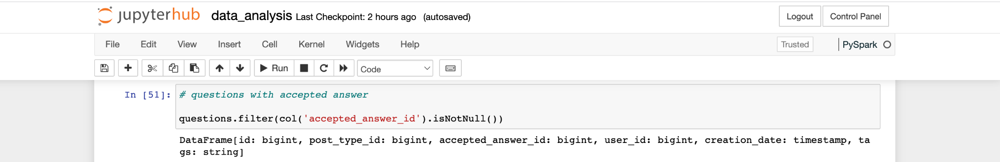 jupyterhub data_analysis Last Checkpoint: 2 hours ago (autosaved) Logout Control Panel
File Edit View Insert Cell Kernel Widgets Help Trusted PySpark
Run Code
In [51]: # questions with accepted answer
questions.filter(col('accepted_answer_id').isNotNull())
DataFrame[id: bigint, post_type_id: bigint, accepted_answer_id: bigint, user_id: bigint, creation_date: timestamp, ta
gs: string]